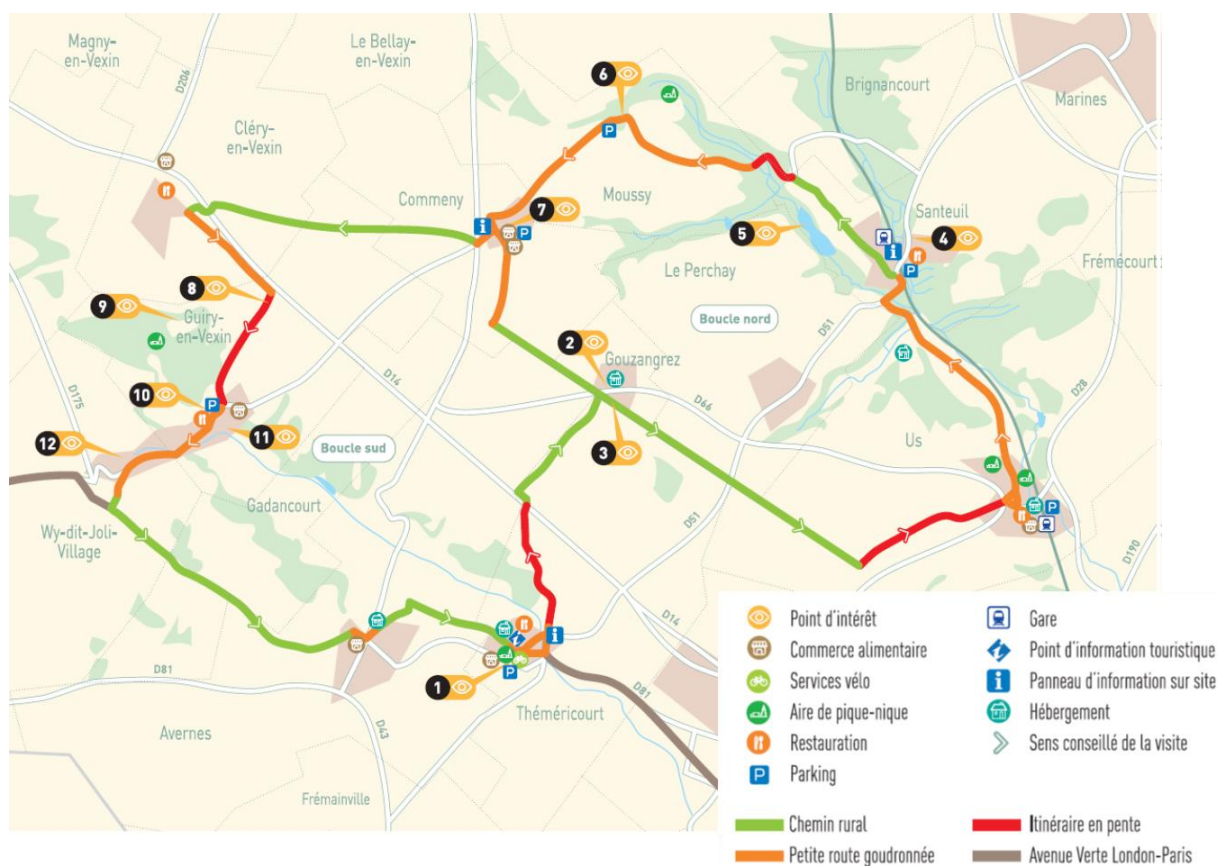 Magny-
en-Vexin
D206
Le Bellay-
en-Vexin
6
Brignancourt
Marines
P
Cléry-
en-Vexin
Commeny
Moussy
7
P
i
5
Santeuil
4
i
P
Frémécourt
Le Perchay
8
9
Guiry-
en-Vexin
Boucle nord
D51
2
Gouzangrez
D14
D66
D28
D175
10
P
12
11
Boucle sud
3
Us
P
Gadancourt
D51
Wy-dit-Joli-
Village
D190
D14
i
D81
1
P
D81
Théméricourt
Avernes
D43
Frémainville
Point d'intérêt
Commerce alimentaire
Services vélo
Aire de pique-nique
Restauration
P Parking
Gare
Point d'information touristique
i Panneau d'information sur site
Hébergement
Sens conseillé de la visite
Chemin rural
Petite route goudronnée
Itinéraire en pente
Avenue Verte London-Paris